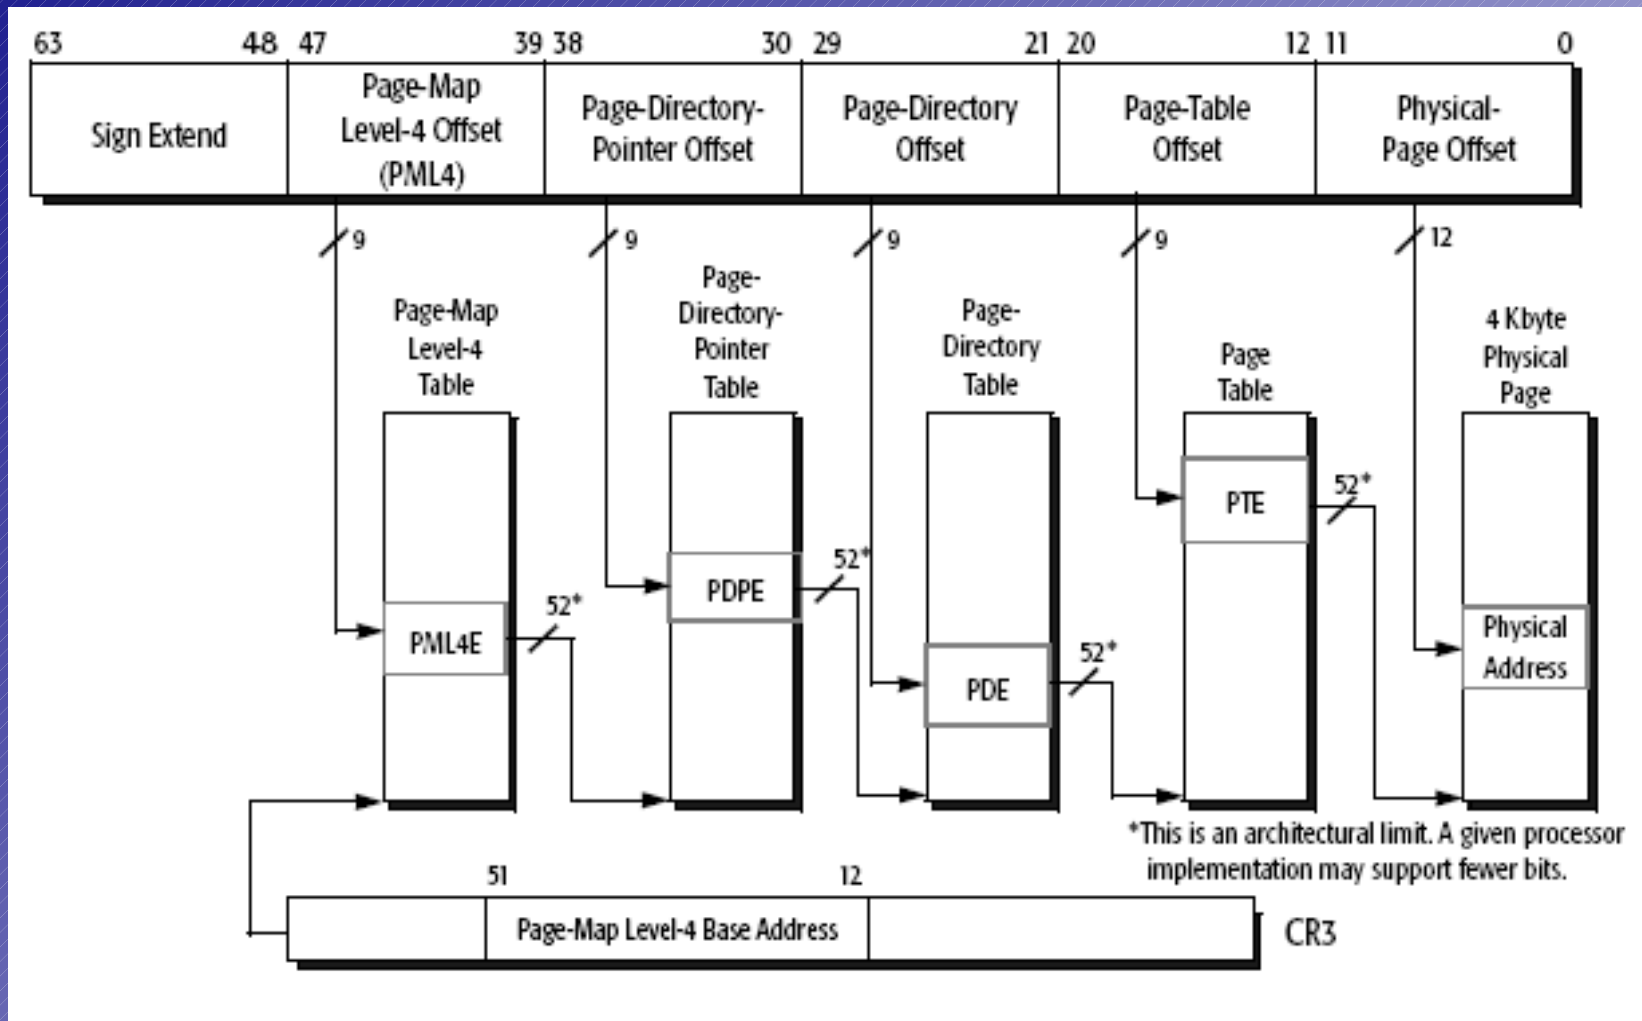 63 48 47 39 38 30 29 21 20 12 11 0
Sign Extend
Page-Map
Level-4 Offset
(PML4)
Page-Directory-
Pointer Offset
Page-Directory
Offset
Page-Table
Offset
Physical-
Page Offset
9
9
9
9
12
Page-Map
Level-4
Table
Page-
Directory-
Pointer
Table
Page-
Directory
Table
Page
Table
4 Kbyte
Physical
Page
PML4E
52*
PDPE
52*
PDE
52*
PTE
52*
Physical
Address
*This is an architectural limit. A given processor
implementation may support fewer bits.
51 12
Page-Map Level-4 Base Address
CR3